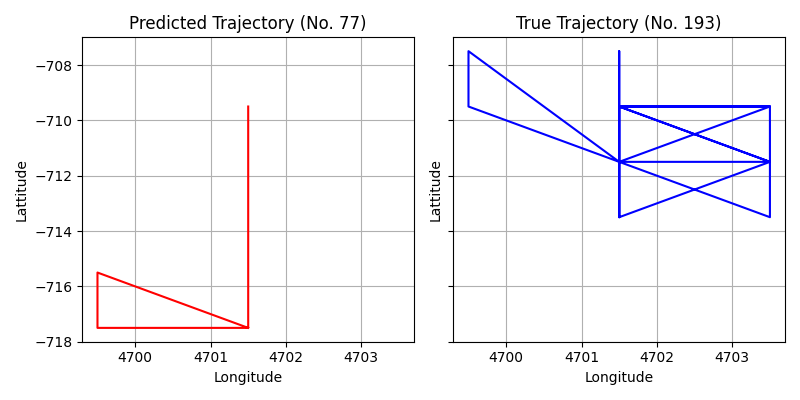 Predicted Trajectory (No. 77)
True Trajectory (No. 193)
−708
−710
−712
−714
−716
−718
Lattitude
Lattitude
4700 4701 4702 4703
4700 4701 4702 4703
Longitude
Longitude